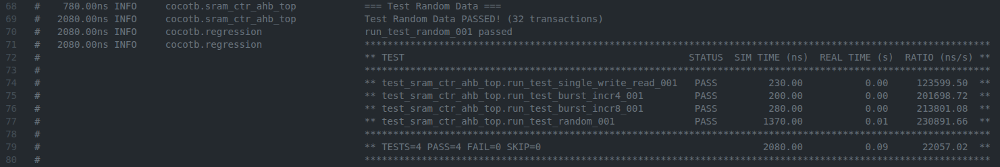 68 # 780.00ns INFO cocotb.sram_ctr_ahb_top === Test Random Data ===
69 # 2080.00ns INFO cocotb.sram_ctr_ahb_top Test Random Data PASSED! (32 transactions)
70 # 2080.00ns INFO cocotb.regression run_test_random_001 passed
71 # 2080.00ns INFO cocotb.regression **************************************************************************************************************
72 # ** TEST STATUS SIM TIME (ns) REAL TIME (s) RATIO (ns/s) **
73 # **************************************************************************************************************
74 # ** test_sram_ctr_ahb_top.run_test_single_write_read_001 PASS 230.00 0.00 123599.50 **
75 # ** test_sram_ctr_ahb_top.run_test_burst_incr4_001 PASS 200.00 0.00 201698.72 **
76 # ** test_sram_ctr_ahb_top.run_test_burst_incr8_001 PASS 280.00 0.00 213801.08 **
77 # ** test_sram_ctr_ahb_top.run_test_random_001 PASS 1370.00 0.01 230891.66 **
78 # **************************************************************************************************************
79 # ** TESTS=4 PASS=4 FAIL=0 SKIP=0 2080.00 0.09 22057.02 **
80 # **************************************************************************************************************